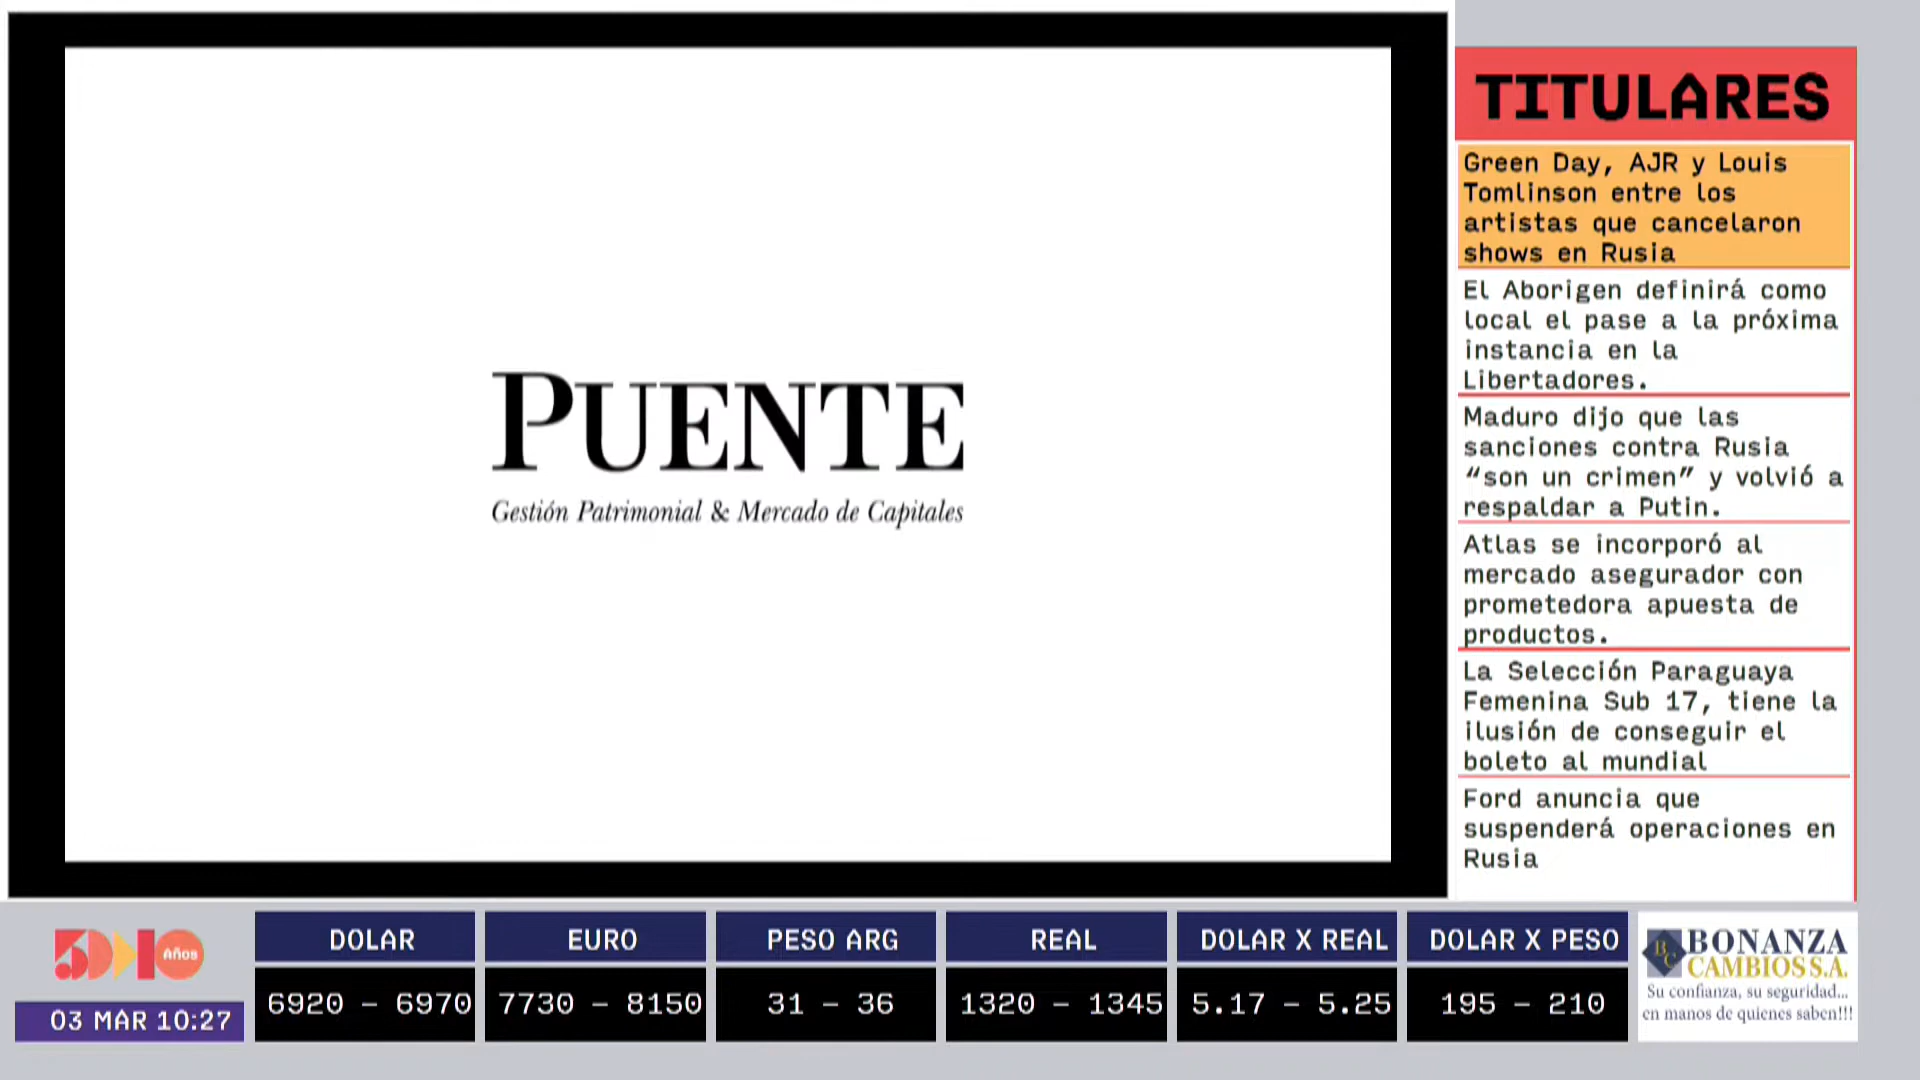 PUENTE
Gestión Patrimonial & Mercado de Capitales
TITULARES
Green Day, AJR y Louis
Tomlinson entre los
artistas que cancelaron
shows en Rusia
El Aborigen definirá como
local el pase a la próxima
instancia en la
Libertadores.
Maduro dijo que las
sanciones contra Rusia
“son un crimen” y volvió a
respaldar a Putin.
Atlas se incorporó al
mercado asegurador con
prometedora apuesta de
productos.
La Selección Paraguaya
Femenina Sub 17, tiene la
ilusión de conseguir el
boleto al mundial
Ford anuncia que
suspenderá operaciones en
Rusia
5D10 Años
03 MAR 10:27
DOLAR
6920 – 6970
EURO
7730 – 8150
PESO ARG
31 – 36
REAL
1320 – 1345
DOLAR X REAL
5.17 – 5.25
DOLAR X PESO
195 – 210
BC BONANZA
CAMBIOS S.A.
Su confianza, su seguridad...
en manos de quienes saben!!!